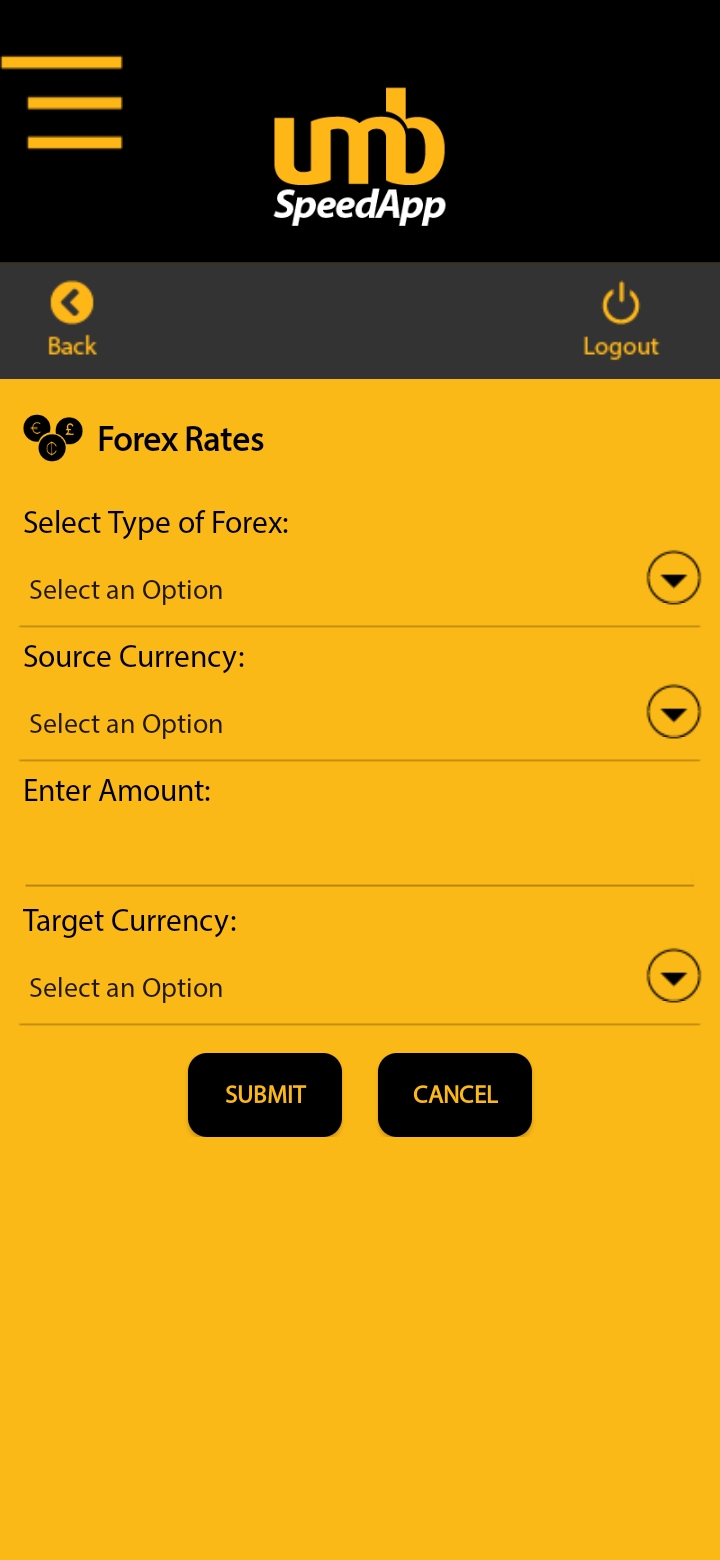 umb
SpeedApp
Back
Logout
Forex Rates
Select Type of Forex:
Select an Option
Source Currency:
Select an Option
Enter Amount:
Target Currency:
Select an Option
SUBMIT
CANCEL